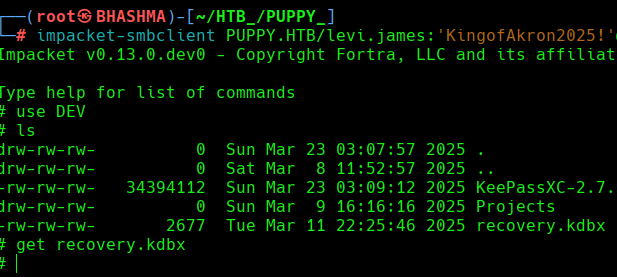 ┌──(root㉿BHASHMA)-[~/HTB_/PUPPY_]
└─# impacket-smbclient PUPPY.HTB/levi.james:'KingofAkron2025!'
Impacket v0.13.0.dev0 - Copyright Fortra, LLC and its affiliat
Type help for list of commands
# use DEV
# ls
drw-rw-rw-          0  Sun Mar 23 03:07:57 2025 .
drw-rw-rw-          0  Sat Mar  8 11:52:57 2025 ..
-rw-rw-rw-   34394112  Sun Mar 23 03:09:12 2025 KeePassXC-2.7.
drw-rw-rw-          0  Sun Mar  9 16:16:16 2025 Projects
-rw-rw-rw-       2677  Tue Mar 11 22:25:46 2025 recovery.kdbx
# get recovery.kdbx
#